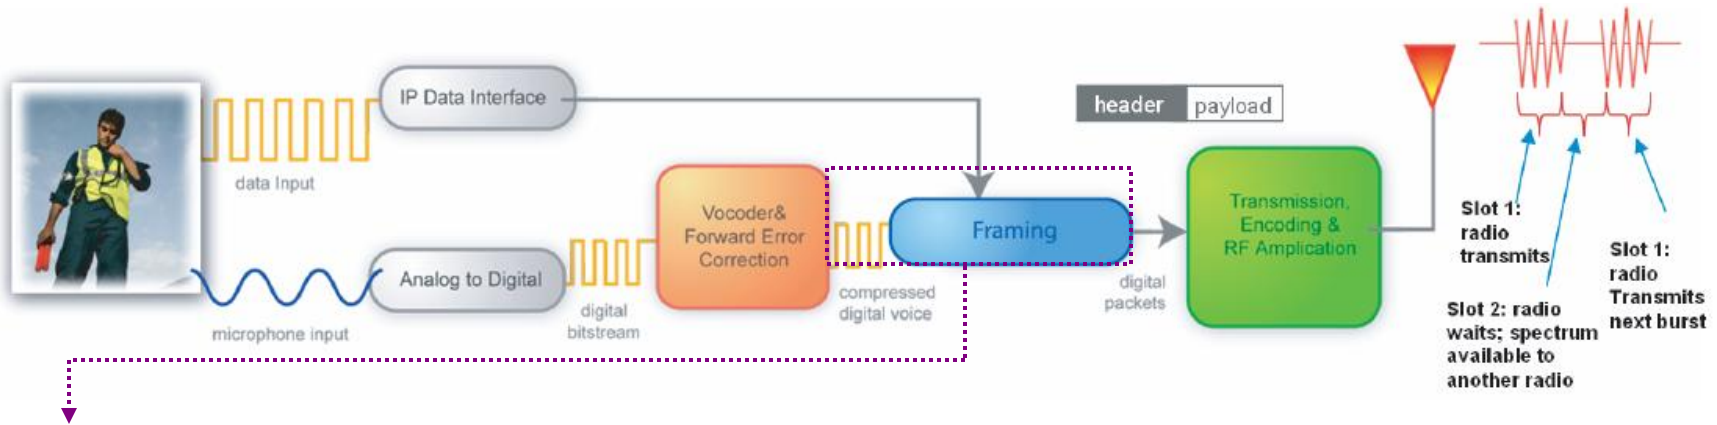 IP Data Interface
data Input
Analog to Digital
microphone input
digital
bitstream
Vocoder&
Forward Error
Correction
compressed
digital voice
Framing
digital
packets
header payload
Transmission,
Encoding &
RF Amplication
Slot 1:
radio
transmits
Slot 2: radio
waits; spectrum
available to
another radio
Slot 1:
radio
Transmits
next burst